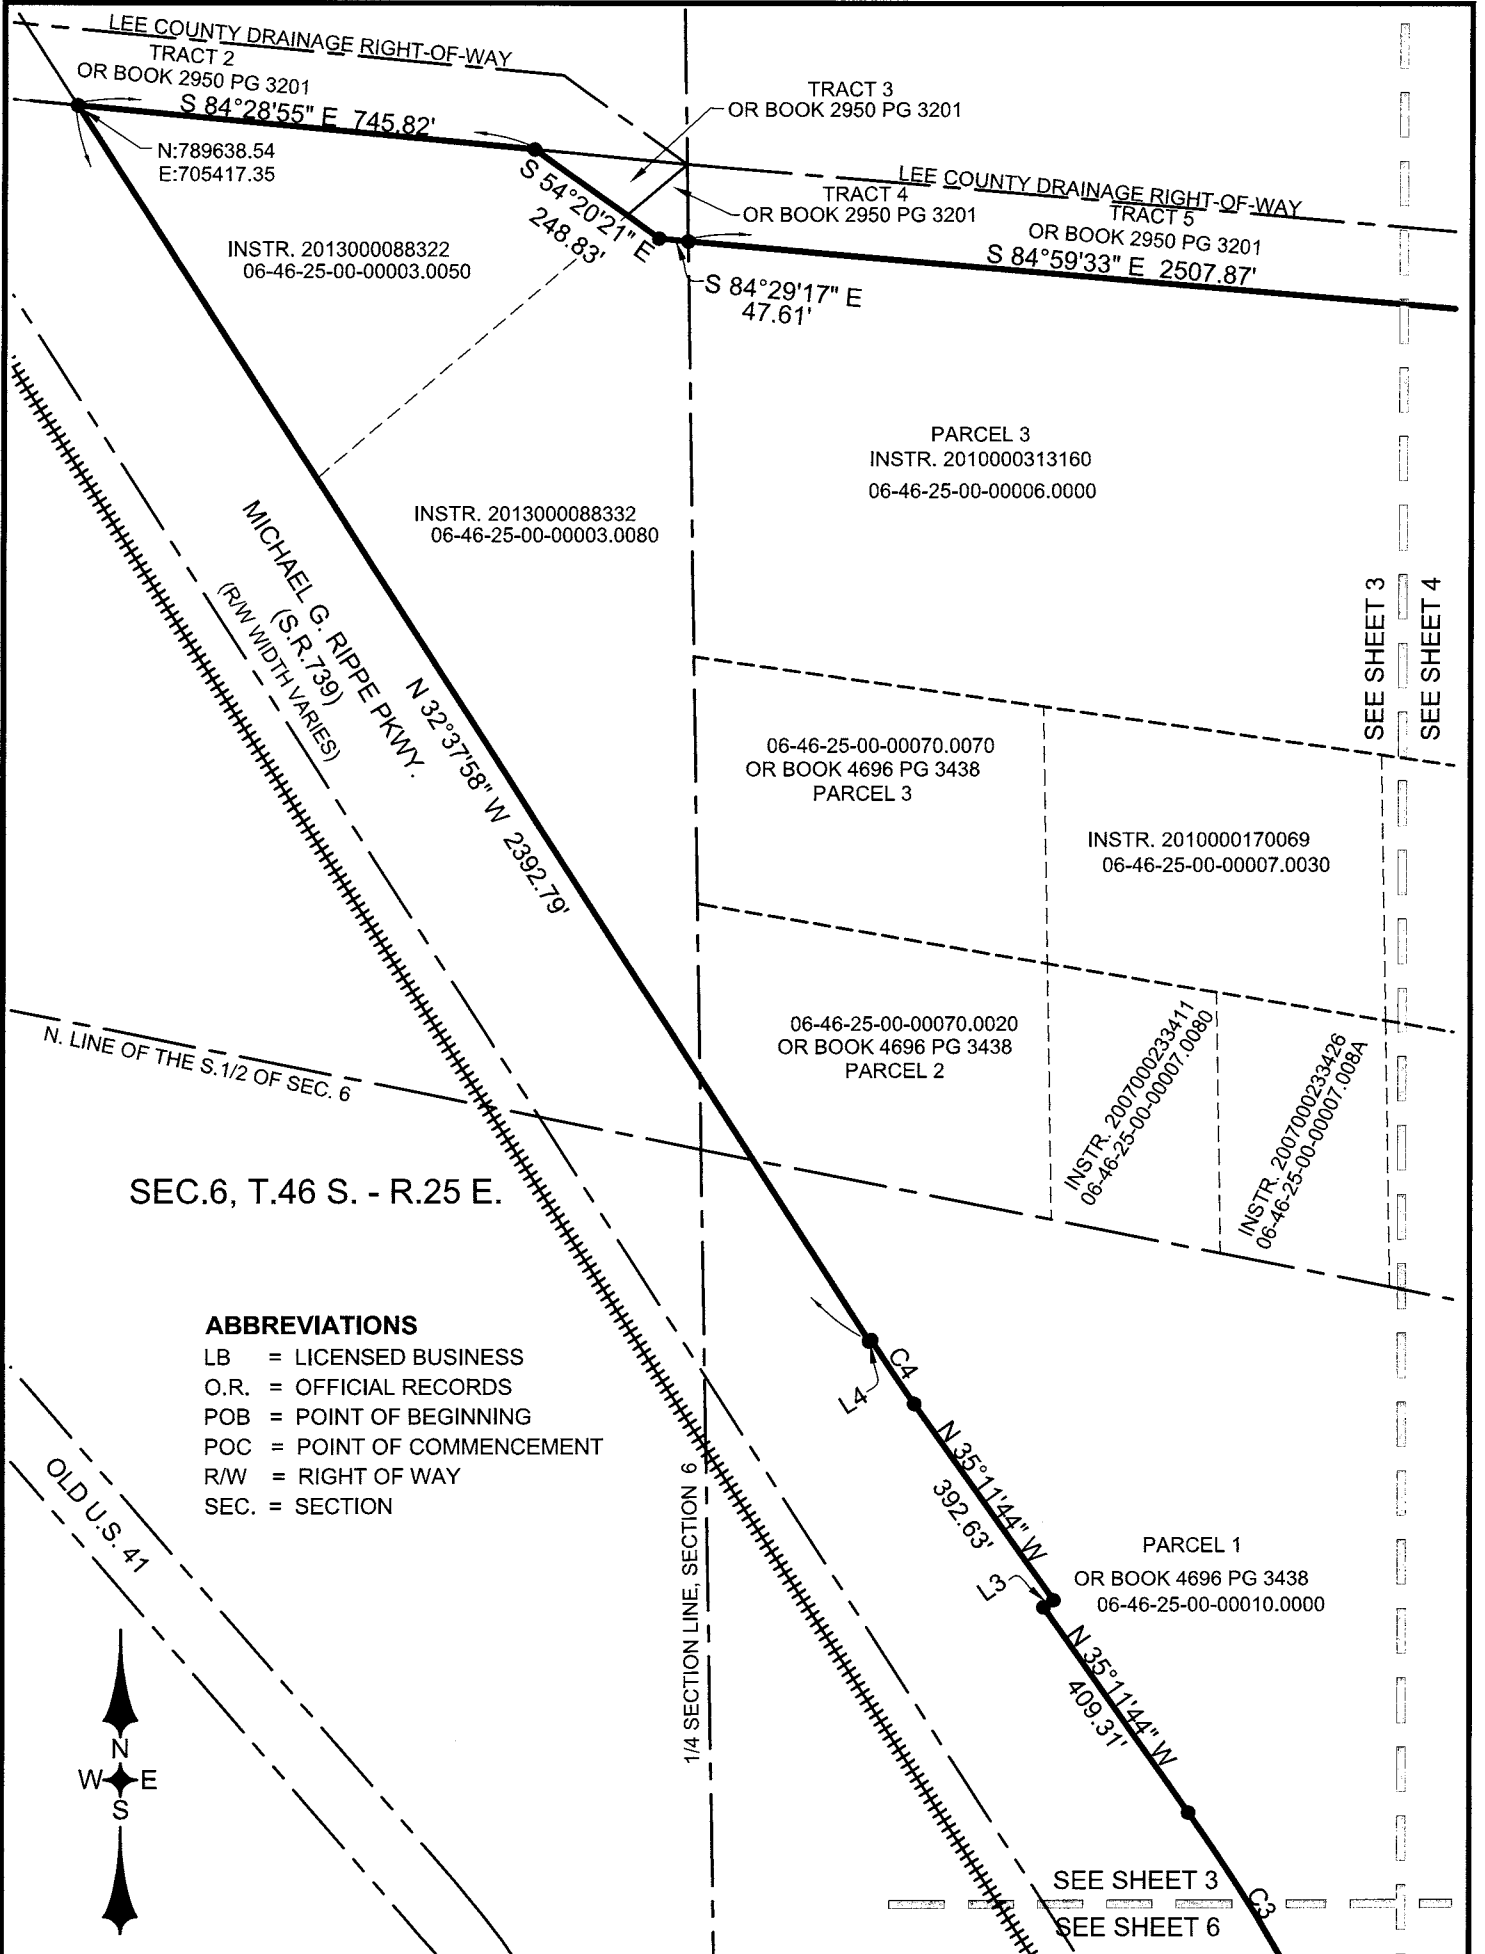 LEE COUNTY DRAINAGE RIGHT-OF-WAY
TRACT 2
OR BOOK 2950 PG 3201
S 84°28'55" E 745.82'
N:789638.54
E:705417.35
TRACT 3
OR BOOK 2950 PG 3201
S 54°20'21" E
248.83'
LEE COUNTY DRAINAGE RIGHT-OF-WAY
TRACT 4
OR BOOK 2950 PG 3201
TRACT 5
OR BOOK 2950 PG 3201
S 84°59'33" E 2507.87'
S 84°29'17" E
47.61'
INSTR. 2013000088322
06-46-25-00-00003.0050
PARCEL 3
INSTR. 2010000313160
06-46-25-00-00006.0000
INSTR. 2013000088332
06-46-25-00-00003.0080
MICHAEL G. RIPPE PKWY.
(S.R.739)
(R/W WIDTH VARIES)
N 32°37'58" W 2392.79'
SEE SHEET 3
SEE SHEET 4
06-46-25-00-00070.0070
OR BOOK 4696 PG 3438
PARCEL 3
INSTR. 2010000170069
06-46-25-00-00007.0030
06-46-25-00-00070.0020
OR BOOK 4696 PG 3438
PARCEL 2
INSTR. 2007000233411
06-46-25-00-00007.0080
INSTR. 2007000233426
06-46-25-00-00007.008A
N. LINE OF THE S.1/2 OF SEC. 6
SEC.6, T.46 S. - R.25 E.
ABBREVIATIONS
LB = LICENSED BUSINESS
O.R. = OFFICIAL RECORDS
POB = POINT OF BEGINNING
POC = POINT OF COMMENCEMENT
R/W = RIGHT OF WAY
SEC. = SECTION
C4
L4
N 35°11'44" W
392.63'
L3
PARCEL 1
OR BOOK 4696 PG 3438
06-46-25-00-00010.0000
N 35°11'44" W
409.31'
OLD U.S. 41
1/4 SECTION LINE, SECTION 6
N
W E
S
SEE SHEET 3
SEE SHEET 6
C3